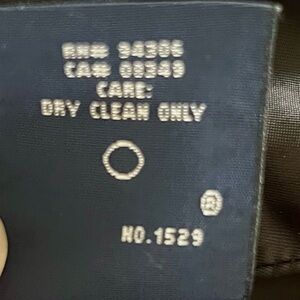 RN# 94306
CA# 08349
CARE:
DRY CLEAN ONLY
®
NO.1529